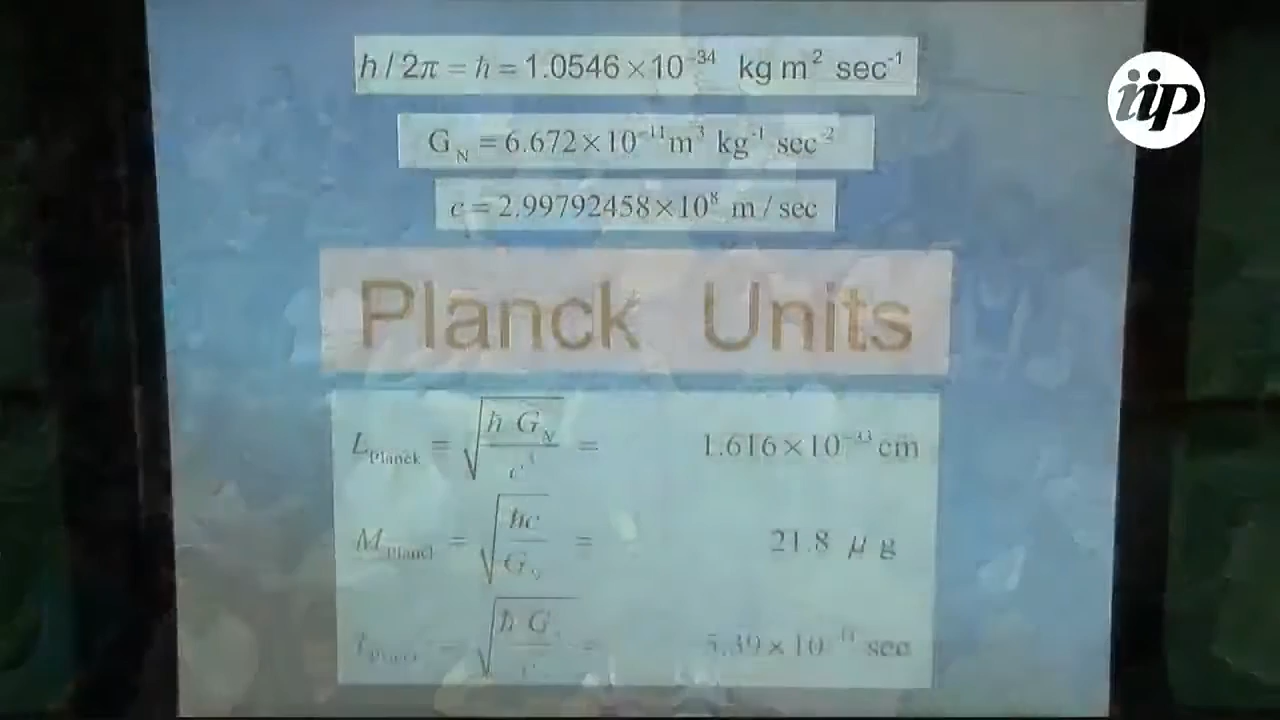 h / 2π = ħ = 1.0546 × 10⁻³⁴ kg m² sec⁻¹
iip
G_N = 6.672 × 10⁻¹¹ m³ kg⁻¹ sec⁻²
c = 2.99792458 × 10⁸ m / sec
Planck Units
L_Planck = √(ħ G_N / c³) = 1.616 × 10⁻³³ cm
M_Planck = √(ħc / G_N) = 21.8 μ g
= √(ħ G / c) = 5.39 × 10 sec